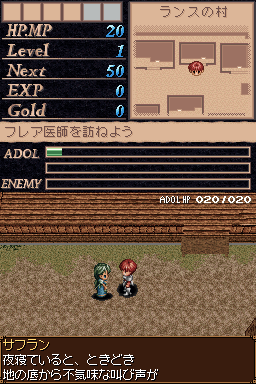 HP.MP 20
Level 1
Next 50
EXP 0
Gold 0
ランスの村
フレア医師を訪ねよう
ADOL
ENEMY
ADOL'HP 020/020
サフラン
夜寝ていると、ときどき
地の底から不気味な叫び声が